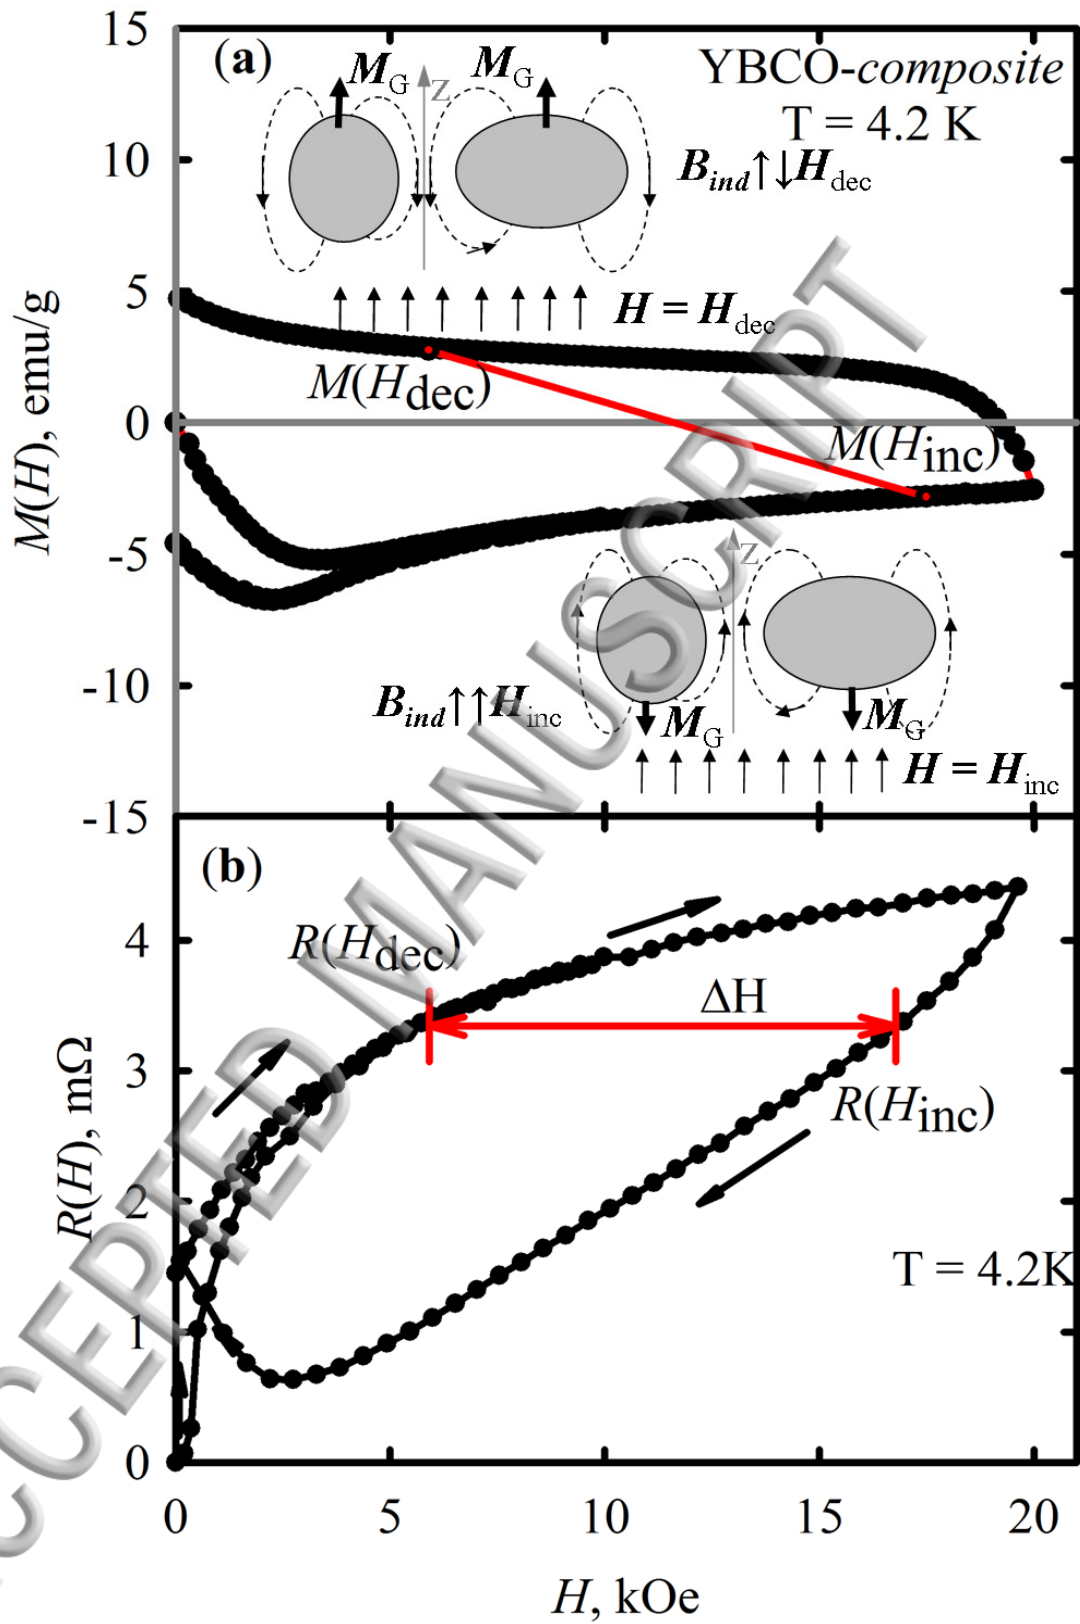 15
(a)
M_G
z
M_G
YBCO-composite
T = 4.2 K
10
B_ind↑↓H_dec
5
H = H_dec
M(H_dec)
0
M(H_inc)
M(H), emu/g
-5
z
-10
B_ind↑↑H_inc
M_G
M_G
H = H_inc
-15
(b)
4
R(H_dec)
ΔH
3
R(H_inc)
R(H), mΩ
2
T = 4.2K
1
0
0 5 10 15 20
H, kOe
ACCEPTED MANUSCRIPT